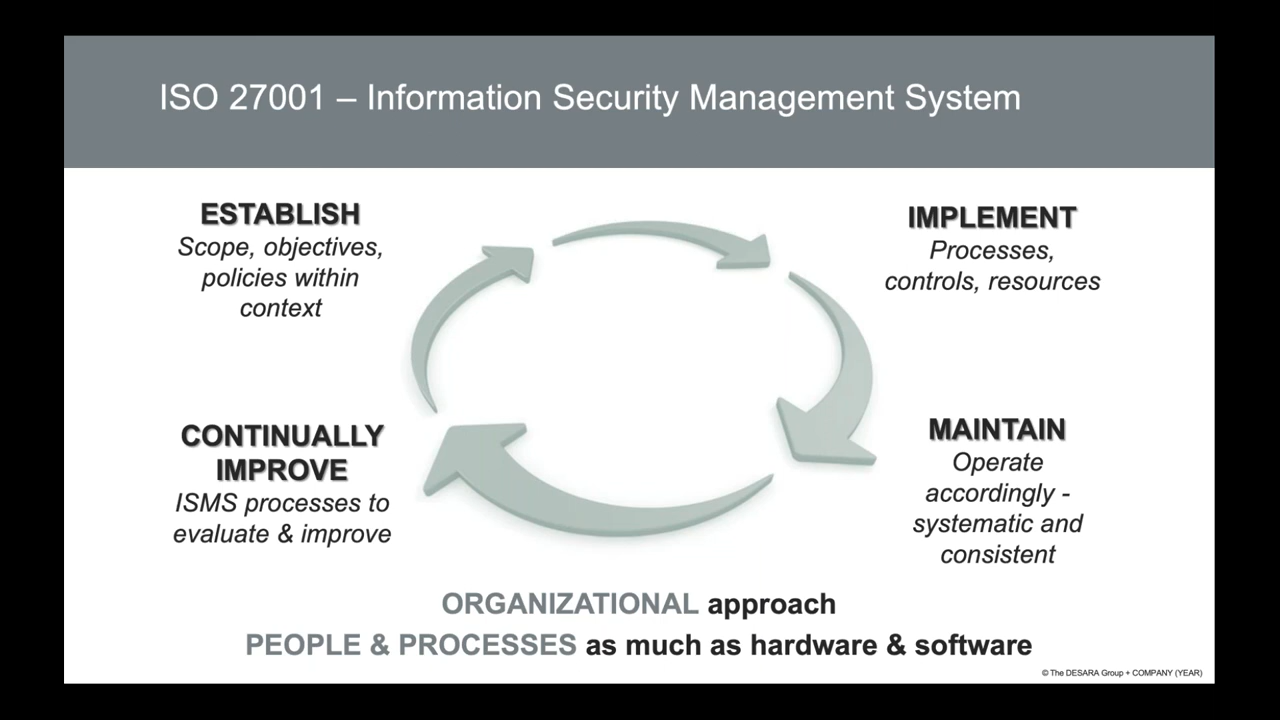 ISO 27001 – Information Security Management System
ESTABLISH
Scope, objectives,
policies within
context
IMPLEMENT
Processes,
controls, resources
CONTINUALLY
IMPROVE
ISMS processes to
evaluate & improve
MAINTAIN
Operate
accordingly -
systematic and
consistent
ORGANIZATIONAL approach
PEOPLE & PROCESSES as much as hardware & software
© The DESARA Group + COMPANY (YEAR)